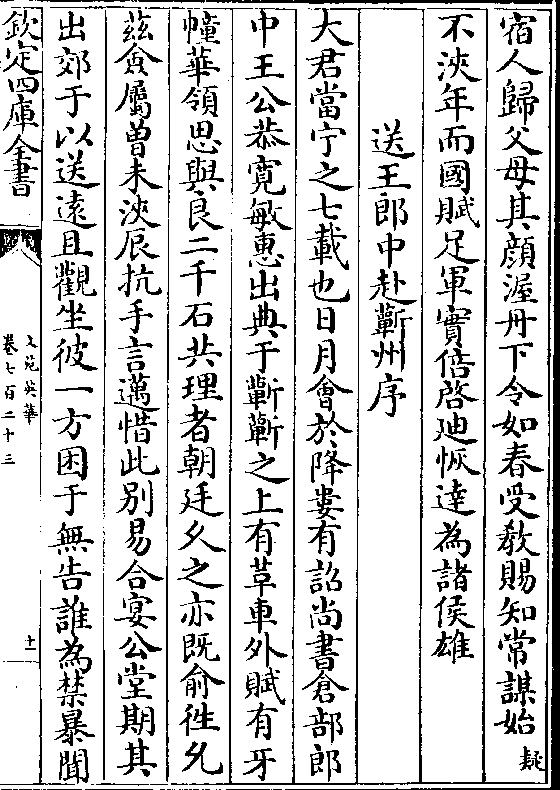 宿人歸父母其顔渥丹下令如春受敎賜知常謀始疑
不浹年而國賦足軍實倍啓廸恢達為諸侯雄
送王郎中赴蘄州序
大君當宁之七載也日月會於降婁有詔尚書倉部郎
中王公恭寛敏惠出典于蘄蘄之上有草車外賦有牙
幢華領思與良二千石共理者朝廷久之亦既俞徃允
兹僉屬曽未浹辰抗手言邁惜此别易合宴公堂期其
出郊于以送遠且觀坐彼一方困于無告誰為禁暴聞
欽定四庫全書
文苑英華
卷七百二十三
十一